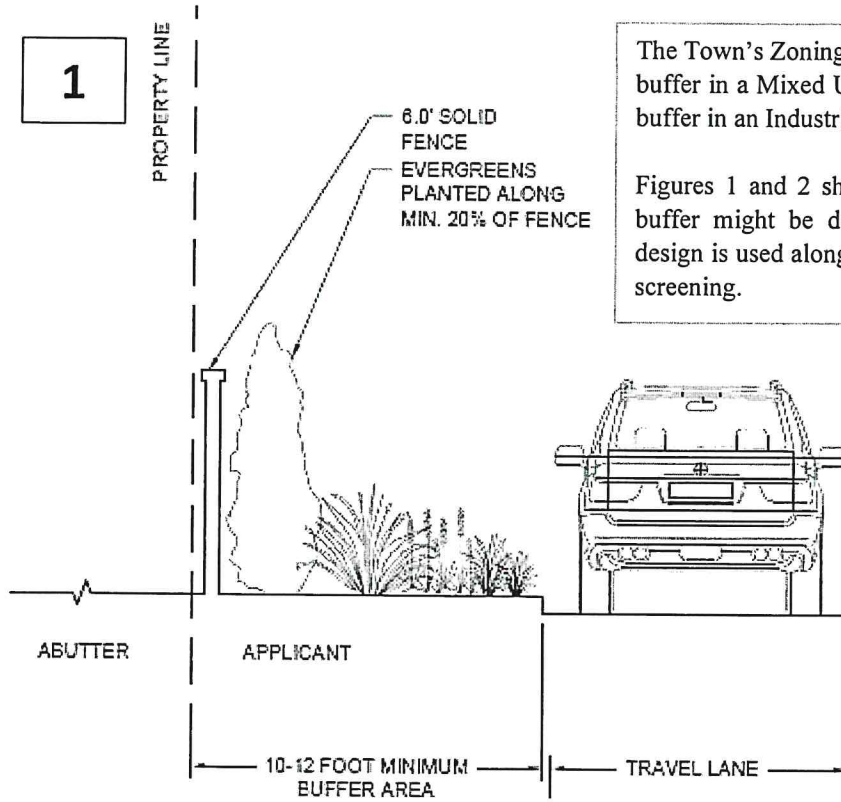 1
PROPERTY LINE
The Town's Zoning
buffer in a Mixed U
buffer in an Industr
Figures 1 and 2 sh
buffer might be d
design is used along
screening.
6.0' SOLID
FENCE
EVERGREENS
PLANTED ALONG
MIN. 20% OF FENCE
ABUTTER
APPLICANT
10-12 FOOT MINIMUM
BUFFER AREA
TRAVEL LANE